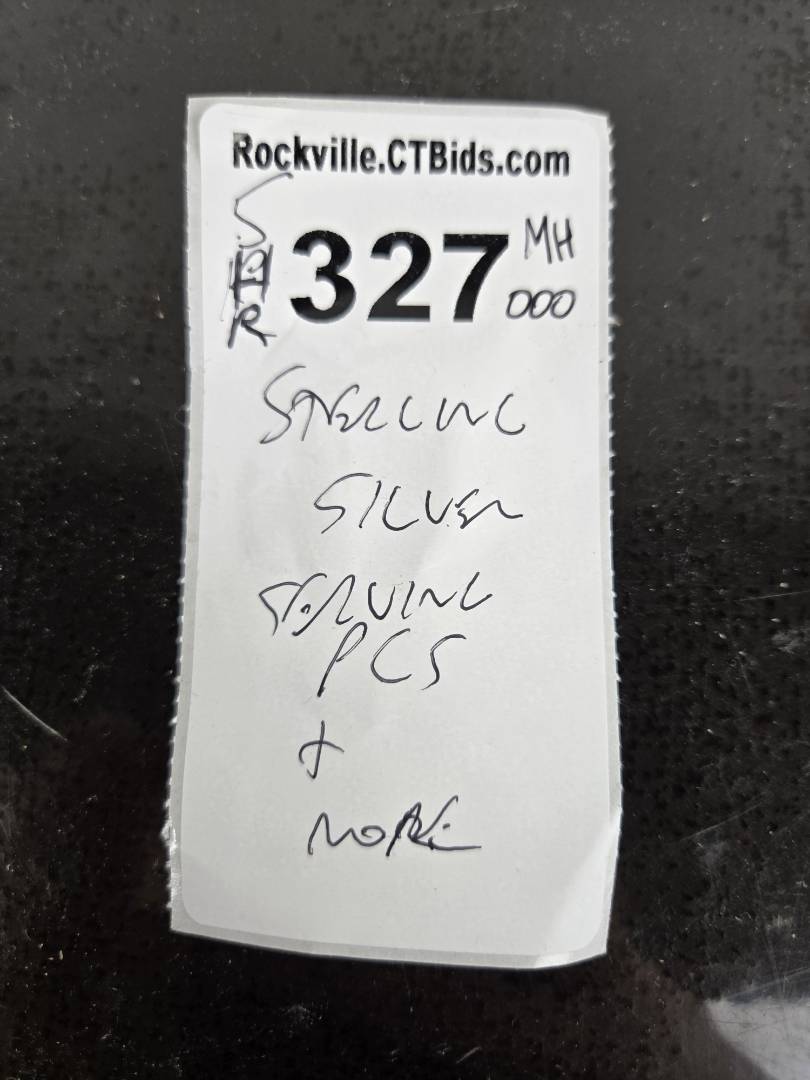 Rockville.CTBids.com
327
MH
000
STERLING
SILVER
SERVING
PCS
+
MORE